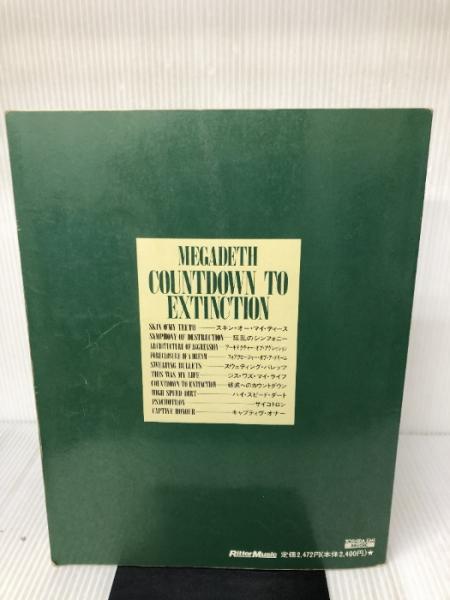 MEGADETH
COUNTDOWN TO
EXTINCTION
SKIN O'MY TEETH——スキン・オー・マイ・ティース
SYMPHONY OF DESTRUCTION——狂乱のシンフォニー
ARCHITECTURE OF AGGRESSION——アーキテクチャー・オブ・アグレッション
FORECLOSURE OF A DREAM——フォアクロージャー・オブ・ア・ドリーム
SWEATING BULLETS——スウェティング・バレッツ
THIS WAS MY LIFE——ジス・ワズ・マイ・ライフ
COUNTDOWN TO EXTINCTION——破滅へのカウントダウン
HIGH SPEED DIRT——ハイ・スピード・ダート
PSYCHOTRON——サイコトロン
CAPTIVE HONOUR——キャプティヴ・オナー
TOSHIBA EMI
Rittor Music 定価2,472円(本体2,400円)★